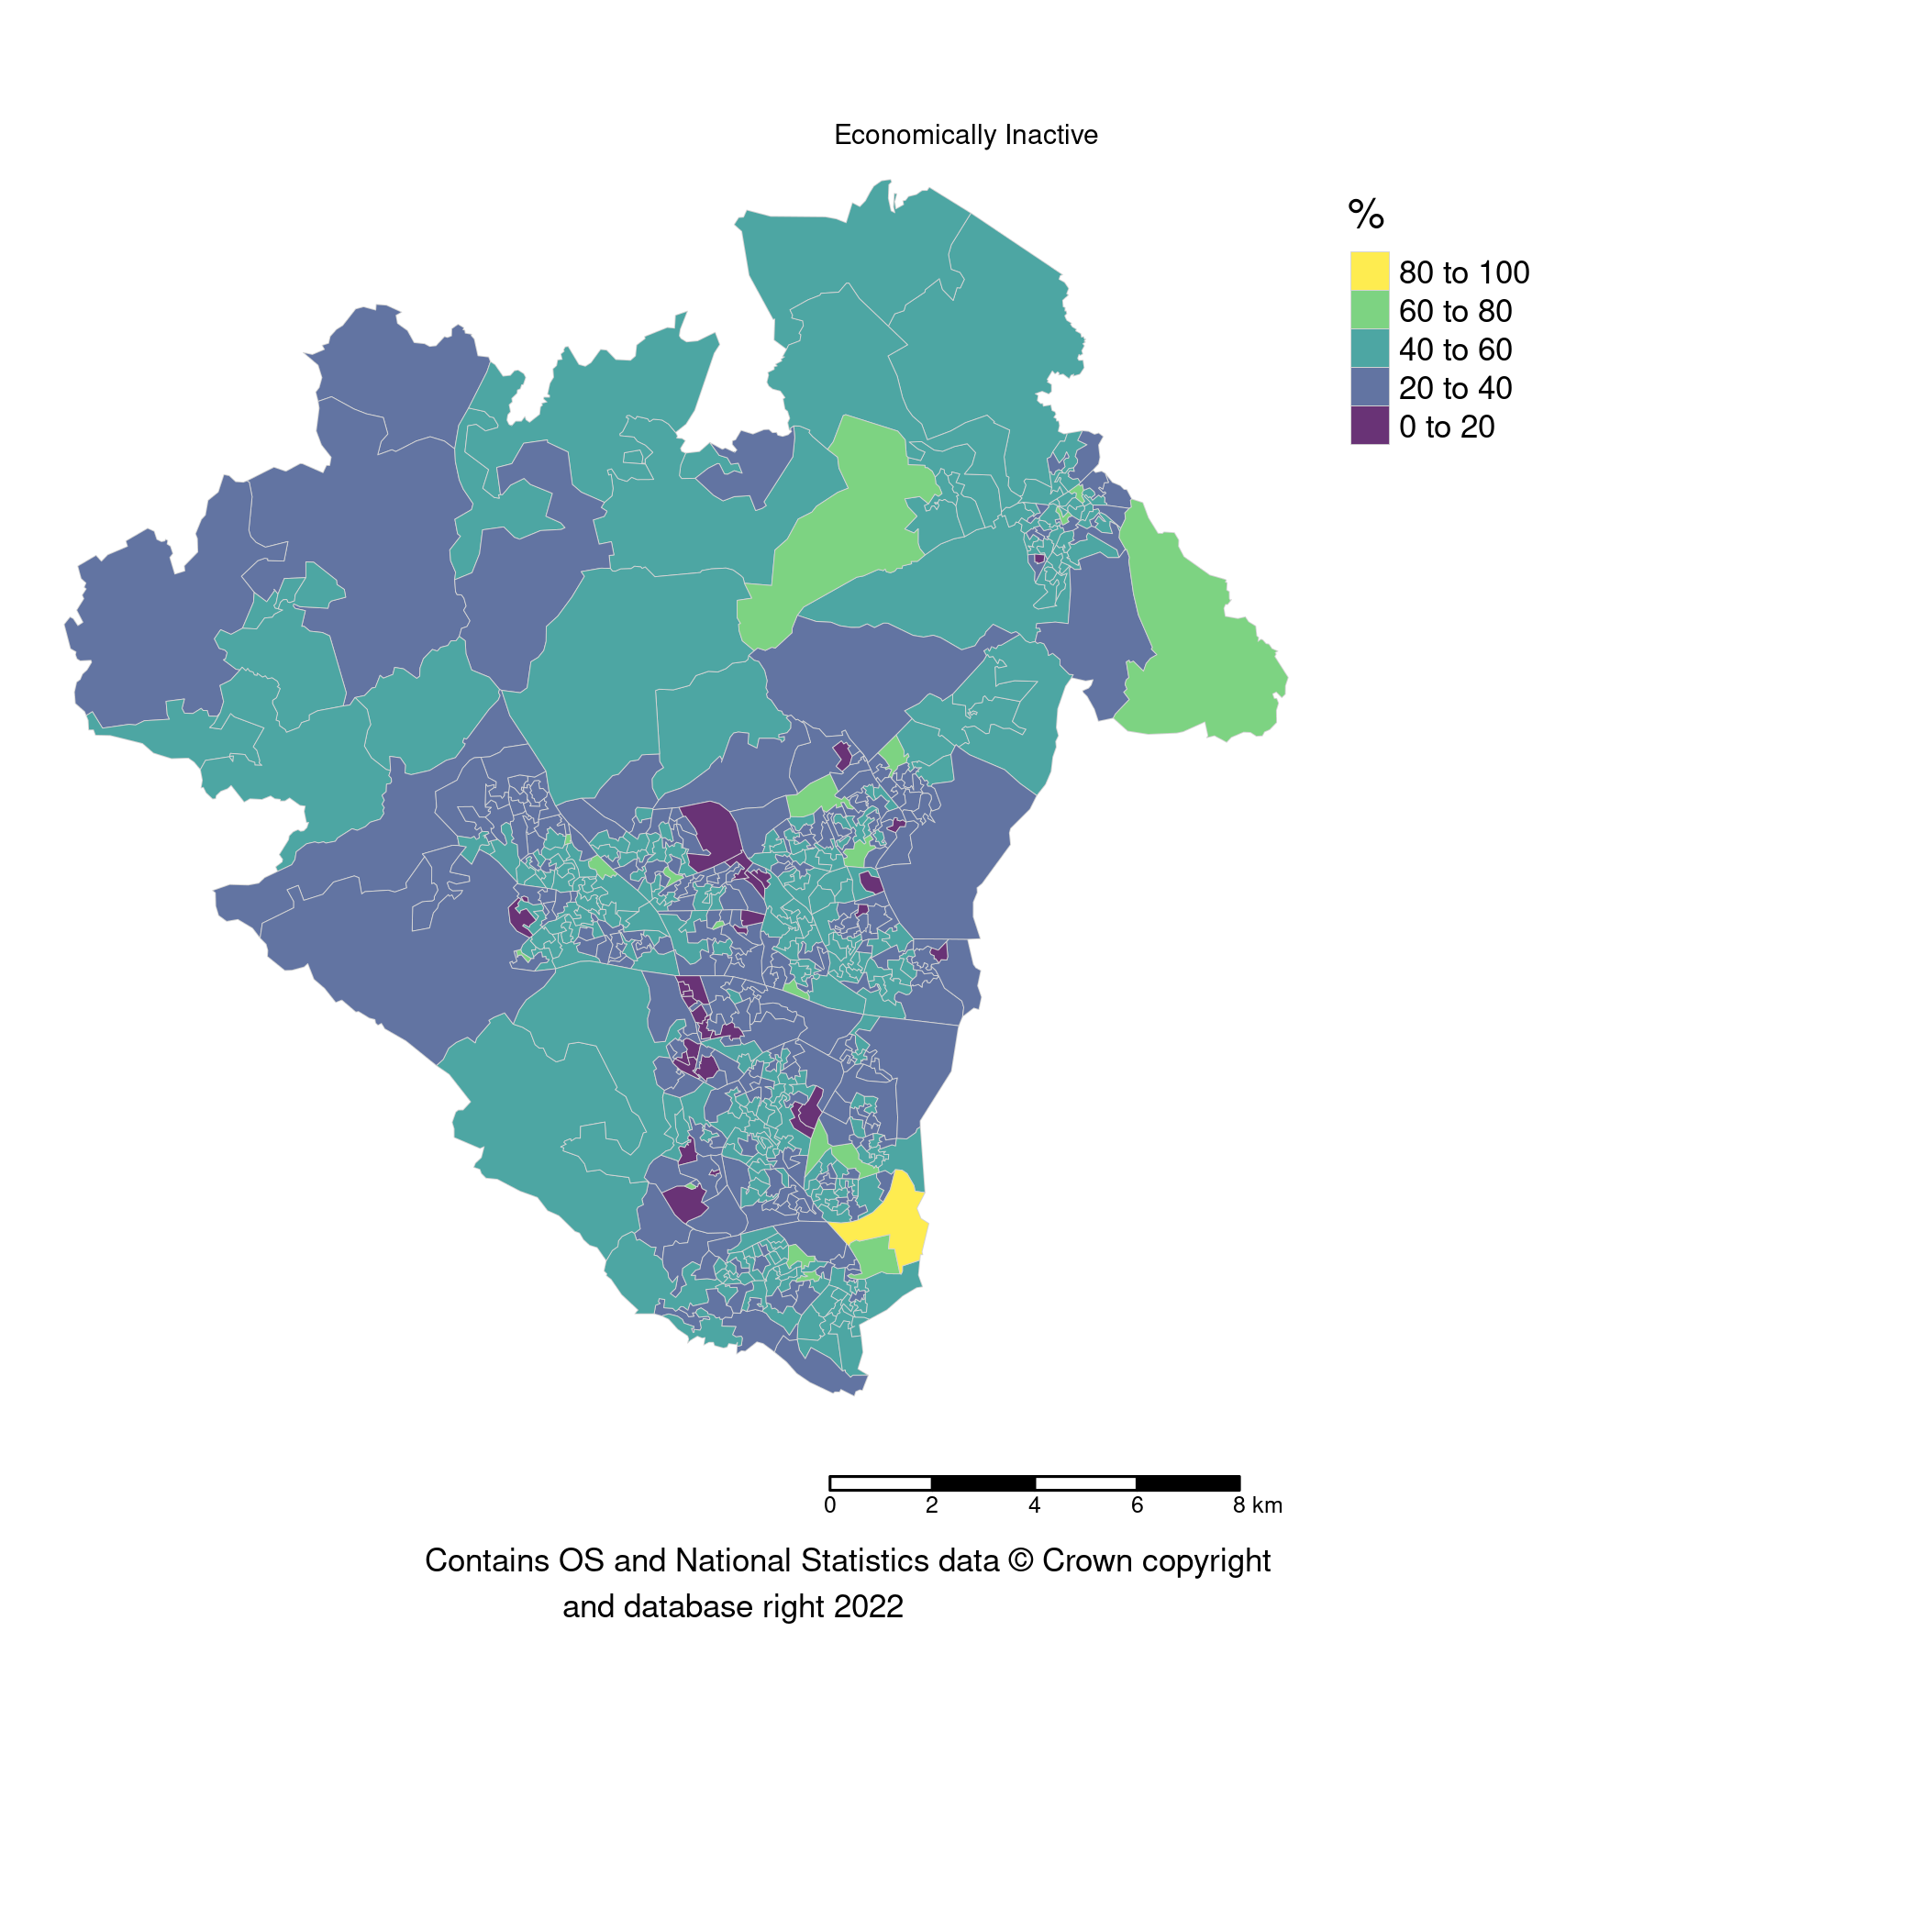 Economically Inactive
%
80 to 100
60 to 80
40 to 60
20 to 40
0 to 20
0 2 4 6 8 km
Contains OS and National Statistics data © Crown copyright
and database right 2022